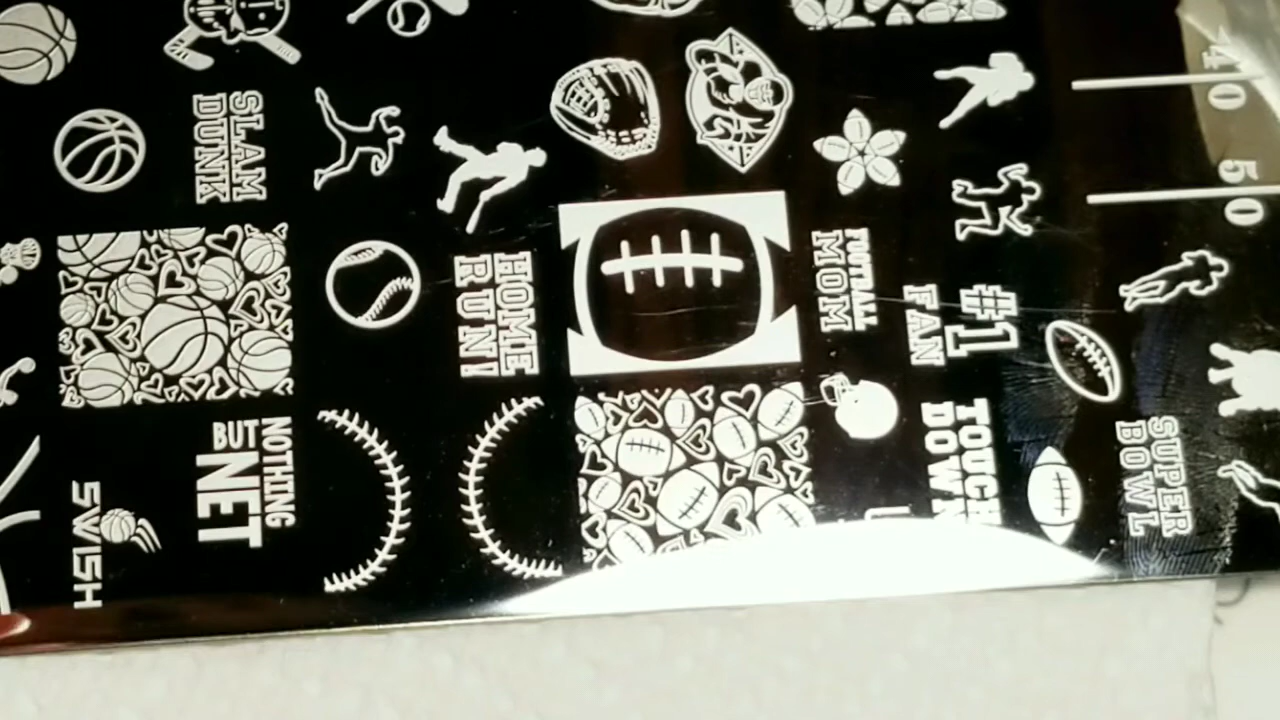 SLAM
DUNK
40
50
HOME
RUN!
FOOTBALL
MOM
#1
FAN
NOTHING
BUT
NET
TOUCH
DOWN
SUPER
BOWL
SWISH